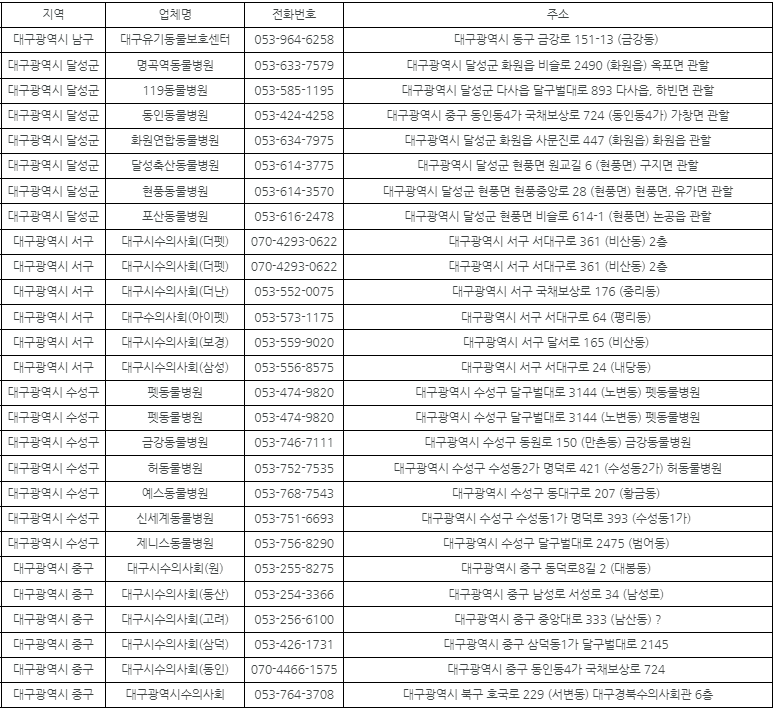 지역 업체명 전화번호 주소
대구광역시 남구 대구유기동물보호센터 053-964-6258 대구광역시 동구 금강로 151-13 (금강동)
대구광역시 달성군 명곡역동물병원 053-633-7579 대구광역시 달성군 화원읍 비슬로 2490 (화원읍) 옥포면 관할
대구광역시 달성군 119동물병원 053-585-1195 대구광역시 달성군 다사읍 달구벌대로 893 다사읍, 하빈면 관할
대구광역시 달성군 동인동물병원 053-424-4258 대구광역시 중구 동인동4가 국채보상로 724 (동인동4가) 가창면 관할
대구광역시 달성군 화원연합동물병원 053-634-7975 대구광역시 달성군 화원읍 사문진로 447 (화원읍) 화원읍 관할
대구광역시 달성군 달성축산동물병원 053-614-3775 대구광역시 달성군 현풍면 원교길 6 (현풍면) 구지면 관할
대구광역시 달성군 현풍동물병원 053-614-3570 대구광역시 달성군 현풍면 현풍중앙로 28 (현풍면) 현풍면, 유가면 관할
대구광역시 달성군 포산동물병원 053-616-2478 대구광역시 달성군 현풍면 비슬로 614-1 (현풍면) 논공읍 관할
대구광역시 서구 대구시수의사회(더펫) 070-4293-0622 대구광역시 서구 서대구로 361 (비산동) 2층
대구광역시 서구 대구시수의사회(더펫) 070-4293-0622 대구광역시 서구 서대구로 361 (비산동) 2층
대구광역시 서구 대구시수의사회(더난) 053-552-0075 대구광역시 서구 국채보상로 176 (중리동)
대구광역시 서구 대구수의사회(아이펫) 053-573-1175 대구광역시 서구 서대구로 64 (평리동)
대구광역시 서구 대구시수의사회(보경) 053-559-9020 대구광역시 서구 달서로 165 (비산동)
대구광역시 서구 대구시수의사회(삼성) 053-556-8575 대구광역시 서구 서대구로 24 (내당동)
대구광역시 수성구 펫동물병원 053-474-9820 대구광역시 수성구 달구벌대로 3144 (노변동) 펫동물병원
대구광역시 수성구 펫동물병원 053-474-9820 대구광역시 수성구 달구벌대로 3144 (노변동) 펫동물병원
대구광역시 수성구 금강동물병원 053-746-7111 대구광역시 수성구 동원로 150 (만촌동) 금강동물병원
대구광역시 수성구 허동물병원 053-752-7535 대구광역시 수성구 수성동2가 명덕로 421 (수성동2가) 허동물병원
대구광역시 수성구 예스동물병원 053-768-7543 대구광역시 수성구 동대구로 207 (황금동)
대구광역시 수성구 신세계동물병원 053-751-6693 대구광역시 수성구 수성동1가 명덕로 393 (수성동1가)
대구광역시 수성구 제니스동물병원 053-756-8290 대구광역시 수성구 달구벌대로 2475 (범어동)
대구광역시 중구 대구시수의사회(원) 053-255-8275 대구광역시 중구 동덕로8길 2 (대봉동)
대구광역시 중구 대구시수의사회(동산) 053-254-3366 대구광역시 중구 남성로 서성로 34 (남성로)
대구광역시 중구 대구시수의사회(고려) 053-256-6100 대구광역시 중구 중앙대로 333 (남산동) ?
대구광역시 중구 대구시수의사회(삼덕) 053-426-1731 대구광역시 중구 삼덕동1가 달구벌대로 2145
대구광역시 중구 대구시수의사회(동인) 070-4466-1575 대구광역시 중구 동인동4가 국채보상로 724
대구광역시 중구 대구광역시수의사회 053-764-3708 대구광역시 북구 호국로 229 (서변동) 대구경북수의사회관 6층